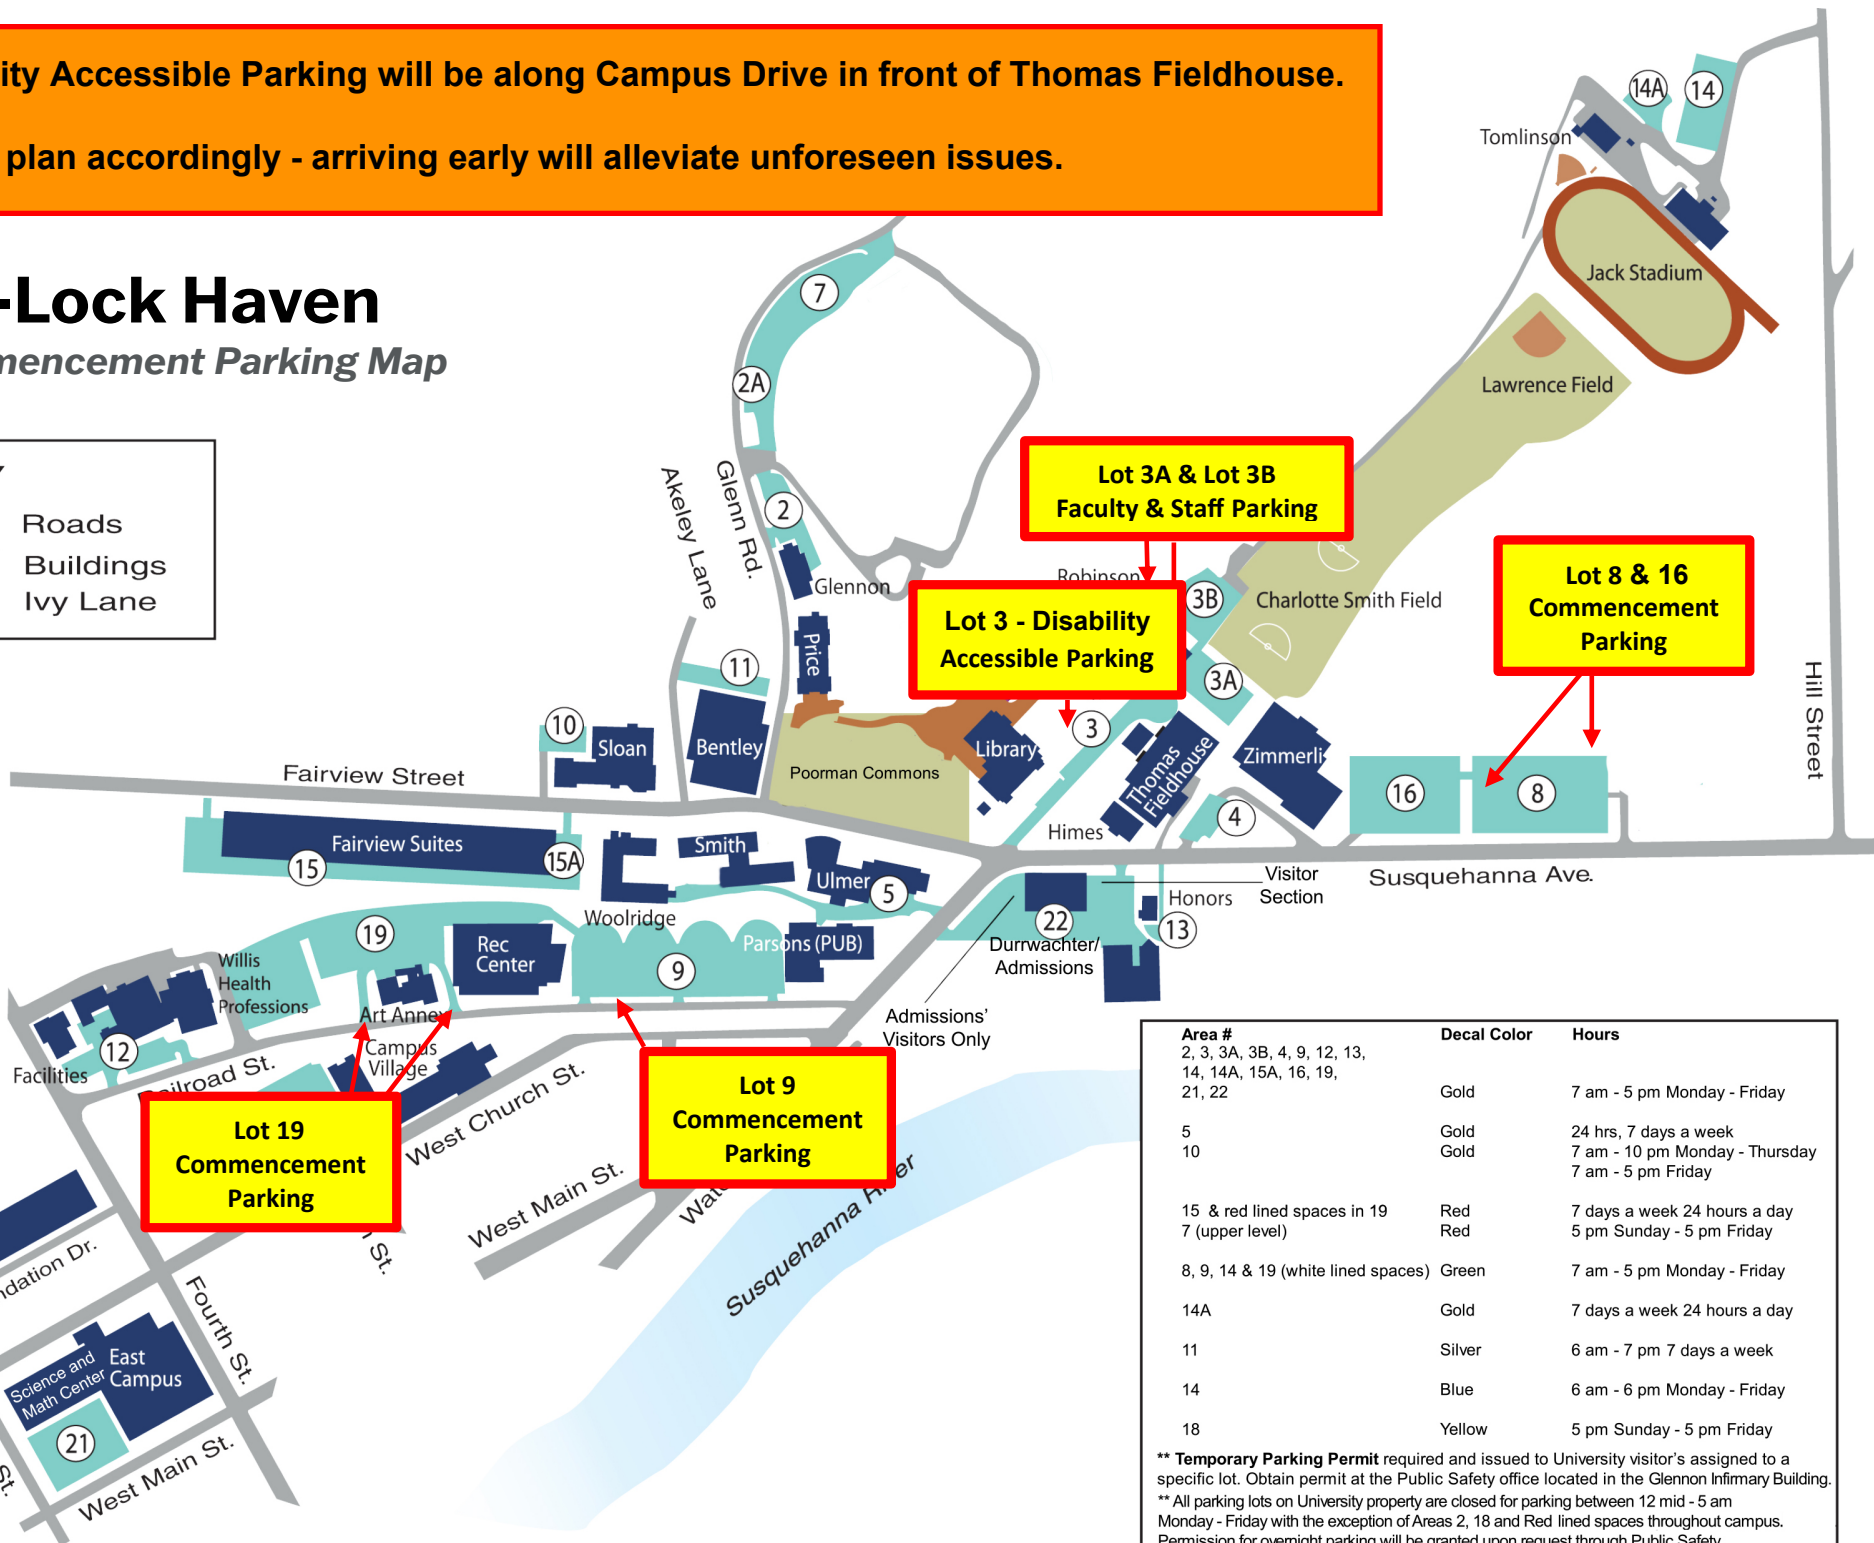 ity Accessible Parking will be along Campus Drive in front of Thomas Fieldhouse.
plan accordingly - arriving early will alleviate unforeseen issues.
-Lock Haven
mencement Parking Map
Roads
Buildings
Ivy Lane
14A
14
Tomlinson
Jack Stadium
Lawrence Field
7
2A
Glenn Rd.
Akeley Lane
2
Glennon
Price
11
Bentley
10
Sloan
Fairview Street
Poorman Commons
Lot 3A & Lot 3B
Faculty & Staff Parking
Robinson
Lot 3 - Disability
Accessible Parking
3B
3A
3
Charlotte Smith Field
Lot 8 & 16
Commencement
Parking
Hill Street
Library
Thomas
Fieldhouse
Zimmerli
16
8
4
Himes
Susquehanna Ave.
Fairview Suites
15
15A
Smith
Ulmer
5
Woolridge
Visitor
Section
Honors
13
22
Durrwachter/
Admissions
Admissions'
Visitors Only
19
Rec
Center
9
Parsons (PUB)
Willis
Health
Professions
Art Annex
Campus
Village
12
Facilities
Railroad St.
West Church St.
Lot 19
Commencement
Parking
Lot 9
Commencement
Parking
West Main St.
Susquehanna River
St.
ndation Dr.
Fourth St.
Science and
Math Center
East
Campus
21
West Main St.
St.
Area # Decal Color Hours
2, 3, 3A, 3B, 4, 9, 12, 13,
14, 14A, 15A, 16, 19,
21, 22 Gold 7 am - 5 pm Monday - Friday
5 Gold 24 hrs, 7 days a week
10 Gold 7 am - 10 pm Monday - Thursday
7 am - 5 pm Friday
15 & red lined spaces in 19 Red 7 days a week 24 hours a day
7 (upper level) Red 5 pm Sunday - 5 pm Friday
8, 9, 14 & 19 (white lined spaces) Green 7 am - 5 pm Monday - Friday
14A Gold 7 days a week 24 hours a day
11 Silver 6 am - 7 pm 7 days a week
14 Blue 6 am - 6 pm Monday - Friday
18 Yellow 5 pm Sunday - 5 pm Friday
** Temporary Parking Permit required and issued to University visitor's assigned to a
specific lot. Obtain permit at the Public Safety office located in the Glennon Infirmary Building.
** All parking lots on University property are closed for parking between 12 mid - 5 am
Monday - Friday with the exception of Areas 2, 18 and Red lined spaces throughout campus.
Permission for overnight parking will be granted upon request through Public Safety.